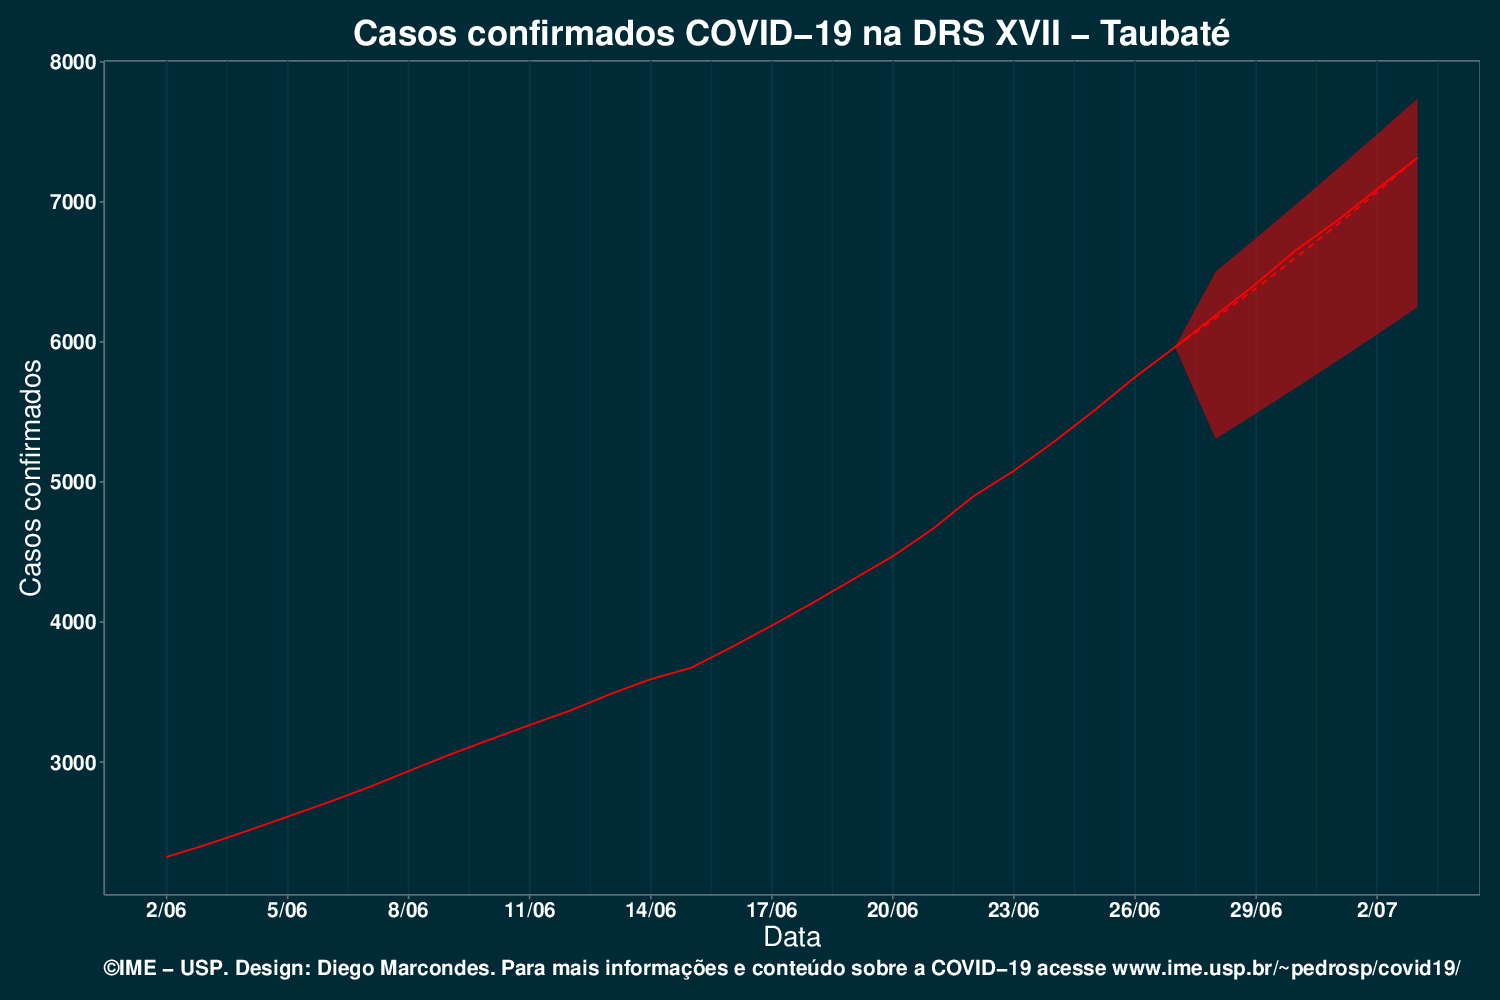 Casos confirmados COVID−19 na DRS XVII − Taubaté
8000
7000
6000
5000
4000
3000
Casos confirmados
2/06 5/06 8/06 11/06 14/06 17/06 20/06 23/06 26/06 29/06 2/07
Data
©IME − USP. Design: Diego Marcondes. Para mais informações e conteúdo sobre a COVID−19 acesse www.ime.usp.br/~pedrosp/covid19/